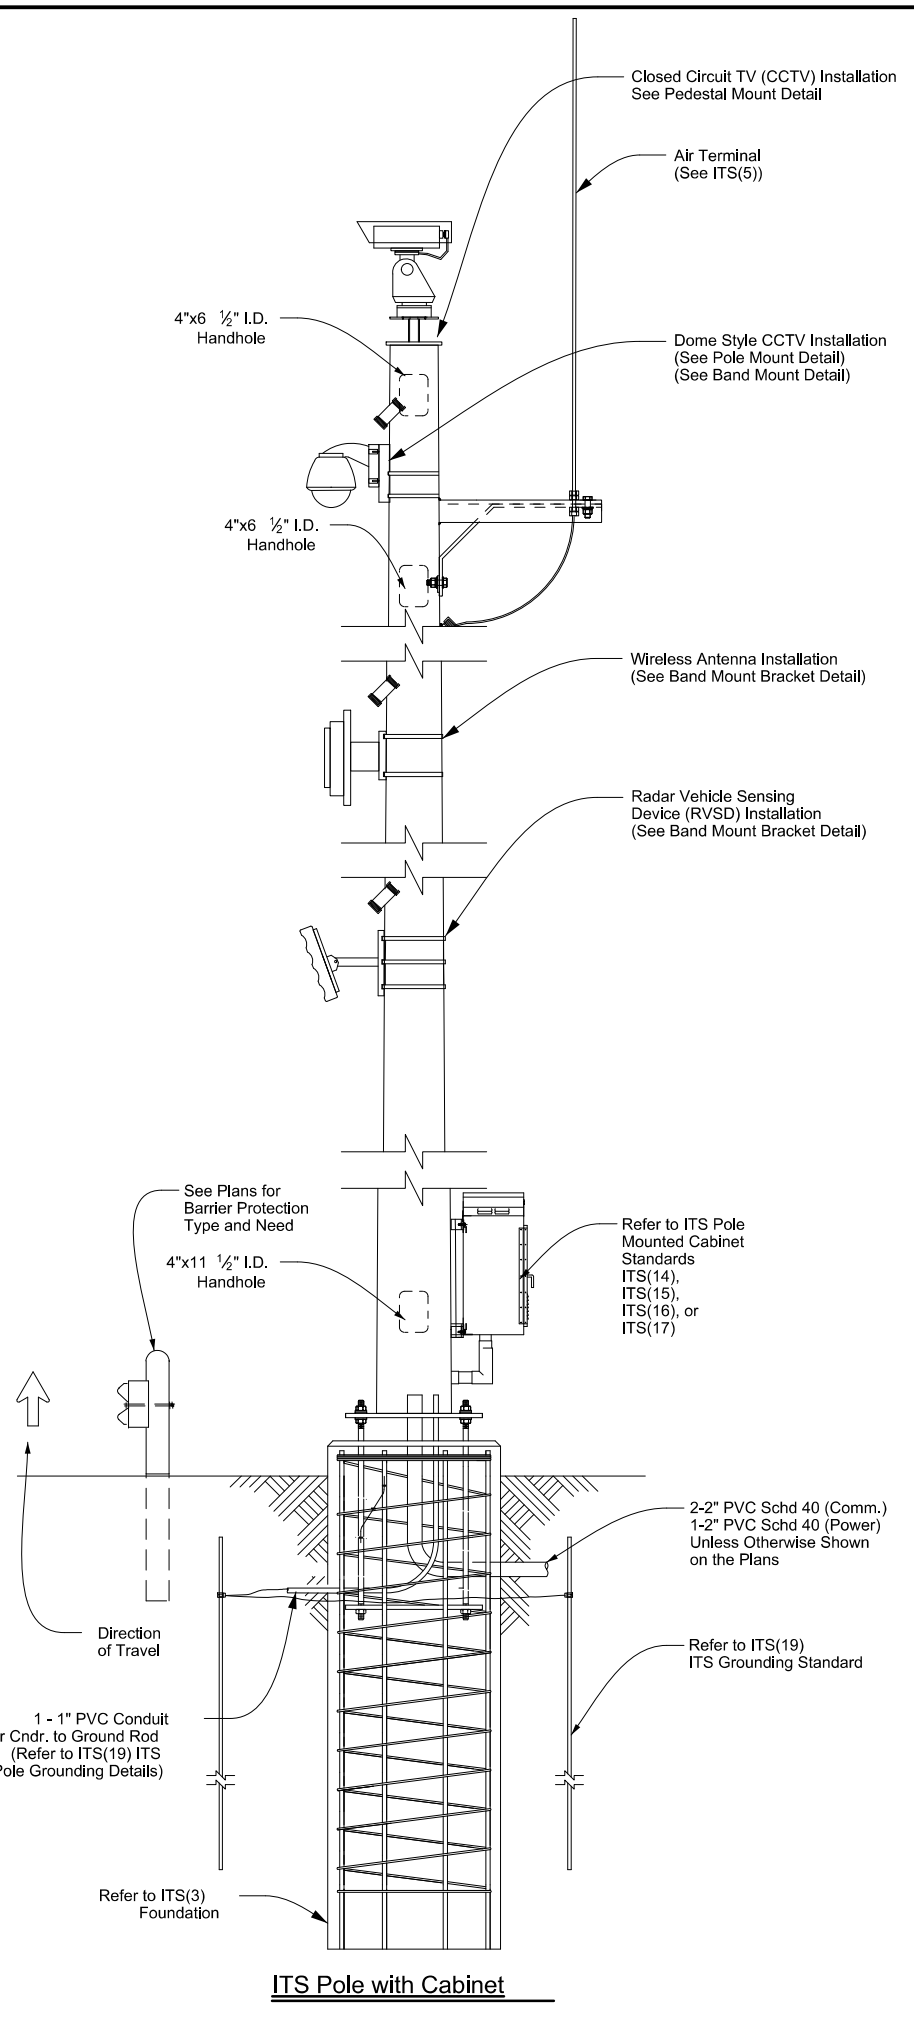 Closed Circuit TV (CCTV) Installation
See Pedestal Mount Detail
Air Terminal
(See ITS(5))
4"x6 ½" I.D.
Handhole
Dome Style CCTV Installation
(See Pole Mount Detail)
(See Band Mount Detail)
4"x6 ½" I.D.
Handhole
Wireless Antenna Installation
(See Band Mount Bracket Detail)
Radar Vehicle Sensing
Device (RVSD) Installation
(See Band Mount Bracket Detail)
See Plans for
Barrier Protection
Type and Need
4"x11 ½" I.D.
Handhole
Refer to ITS Pole
Mounted Cabinet
Standards
ITS(14),
ITS(15),
ITS(16), or
ITS(17)
2-2" PVC Schd 40 (Comm.)
1-2" PVC Schd 40 (Power)
Unless Otherwise Shown
on the Plans
Direction
of Travel
Refer to ITS(19)
ITS Grounding Standard
1 - 1" PVC Conduit
r Cndr. to Ground Rod
(Refer to ITS(19) ITS
Pole Grounding Details)
Refer to ITS(3)
Foundation
ITS Pole with Cabinet